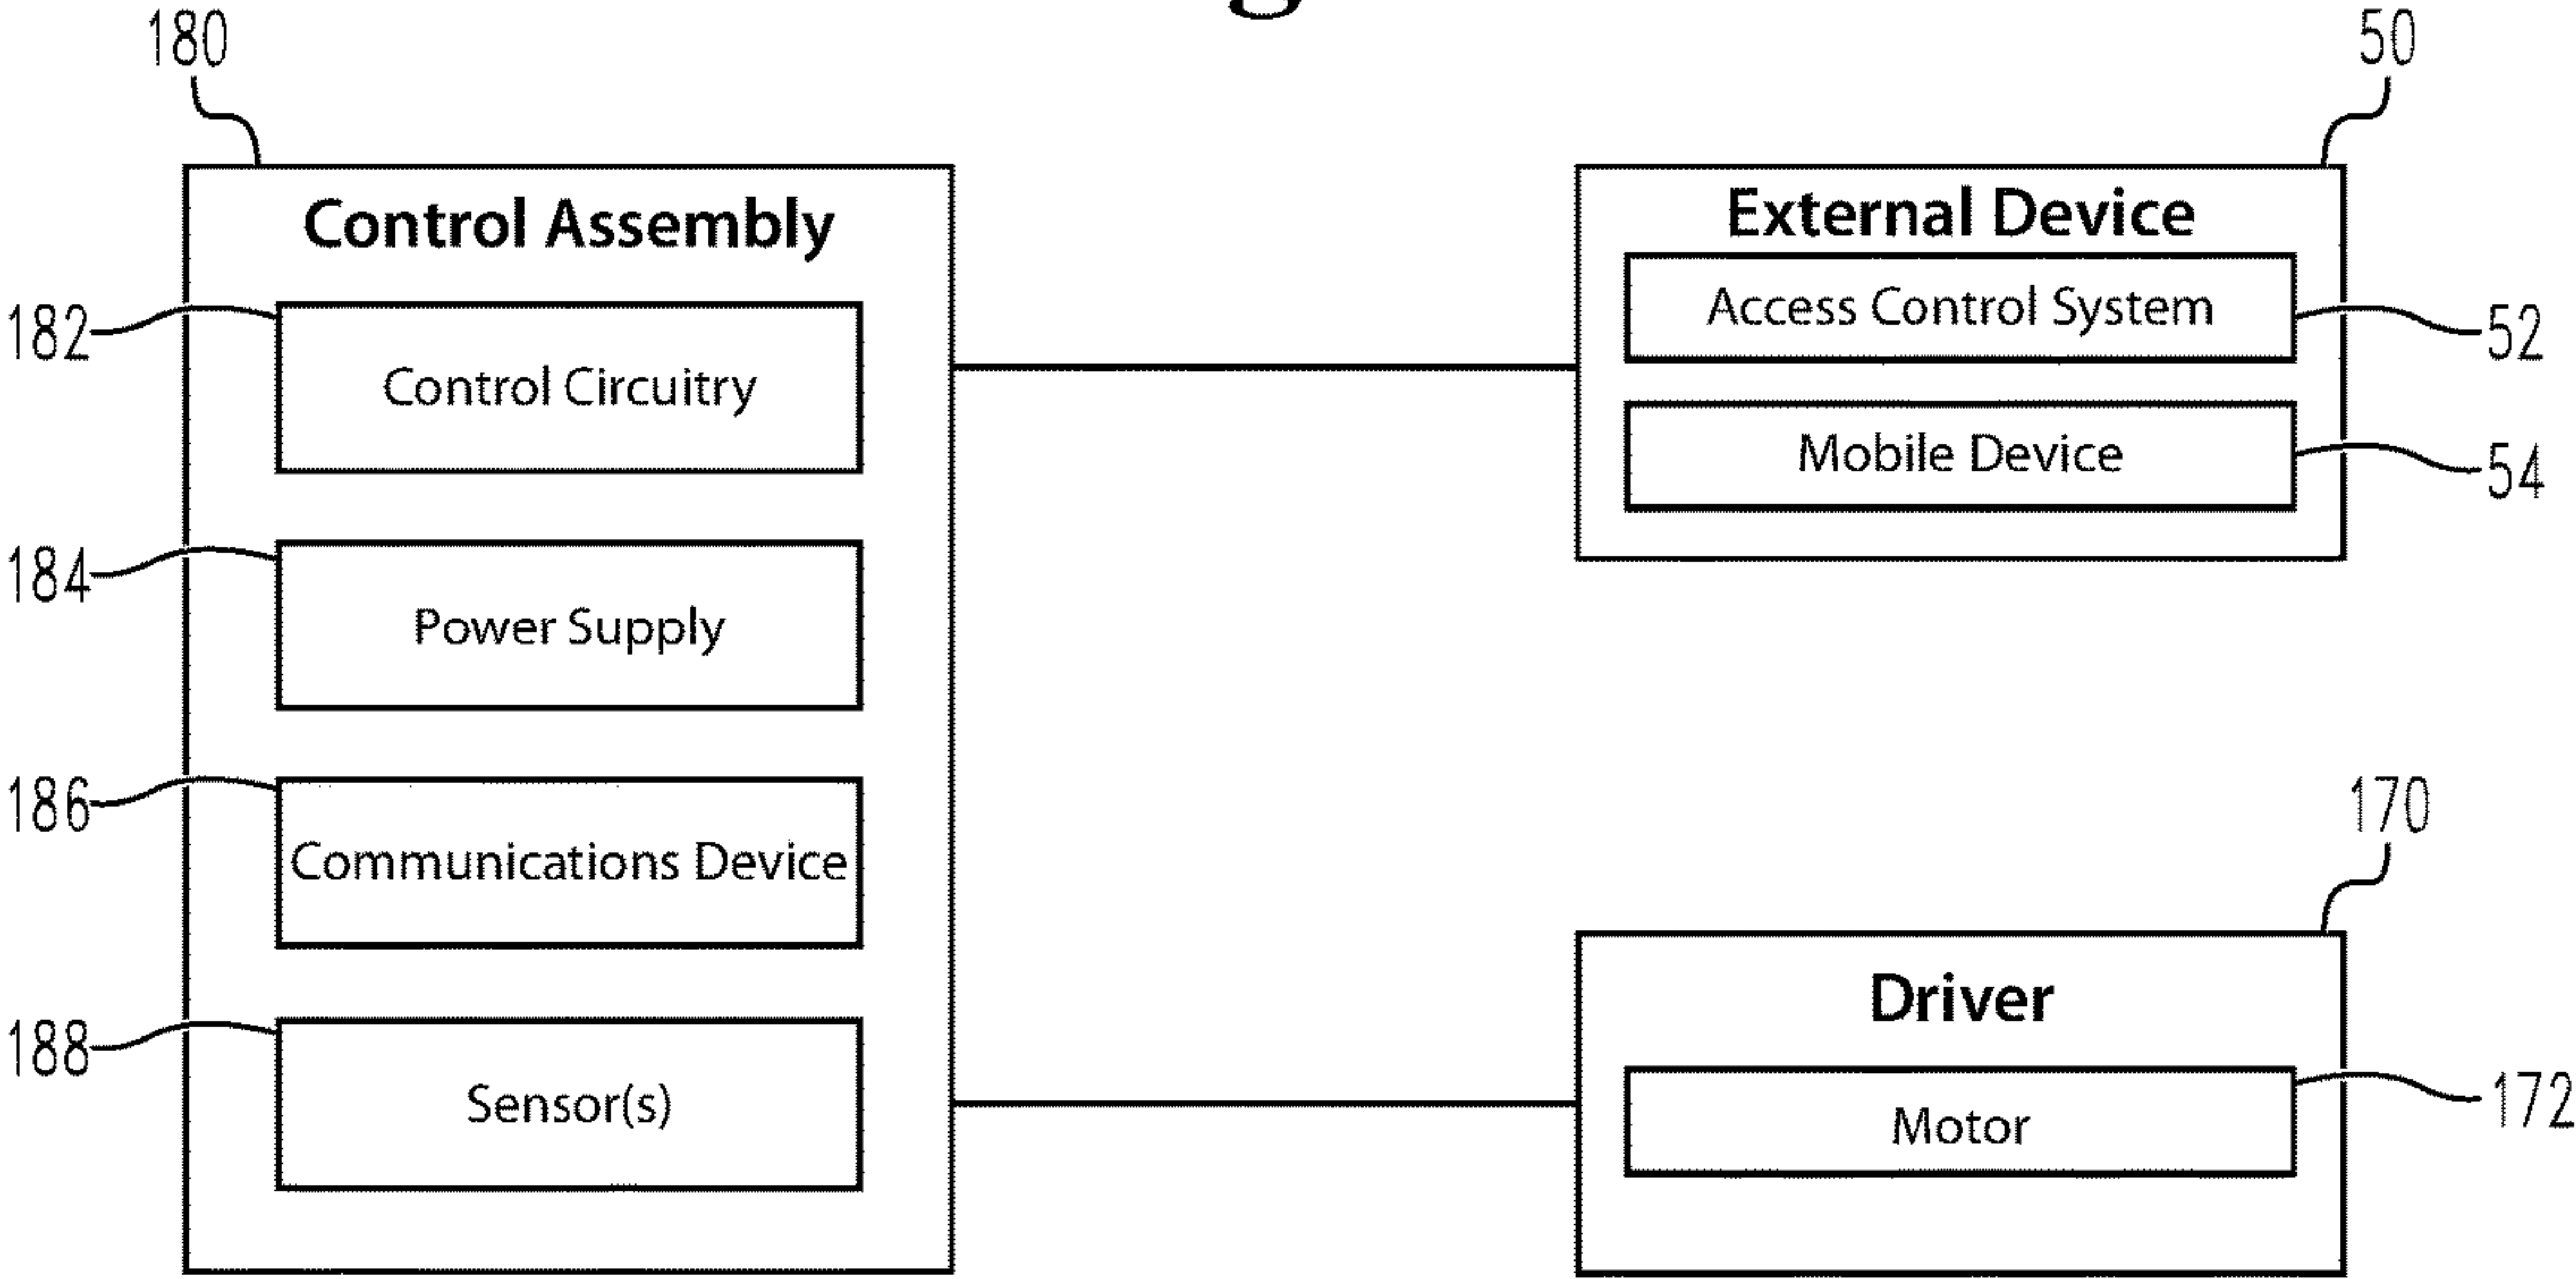 180
50
Control Assembly
External Device
182
Control Circuitry
Access Control System
52
Mobile Device
54
184
Power Supply
186
Communications Device
170
Driver
188
Sensor(s)
Motor
172